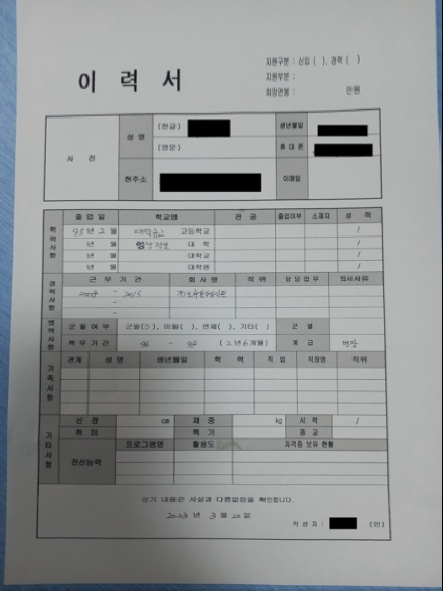 이 력 서
지원구분 : 신입 ( ), 경력 ( )
지원부분 :
희망연봉 : 만원
사 진
성 명
(한글)
생년월일
(영문)
휴 대 폰
현주소
이메일
학력사항
졸 업 일 학교명 전 공 졸업여부 소재지 성 적
95년 2월 고등학교 /
년 월 대 학 /
년 월 대학교 /
년 월 대학원 /
경력사항
근 무 기 간 회 사 명 직 위 담 당 업 무 퇴사사유
- 2015
-
-
병역사항
군 필 여 부 군필( ), 미필( ), 면제( ), 기타( ) 군 별
복 무 기 간 96 - (2년6개월) 계 급 병장
가족사항
관계 성 명 생년월일 학 력 직 업 직장명 직위
기타사항
신 장 cm 체 중 kg 시 력 /
취 미 특 기 종 교
전산능력
프로그램명 활용도 자격증 보유 현황
상기 내용은 사실과 다름없음을 확인합니다.
2023 년 3 월 20 일
작 성 자 : (인)